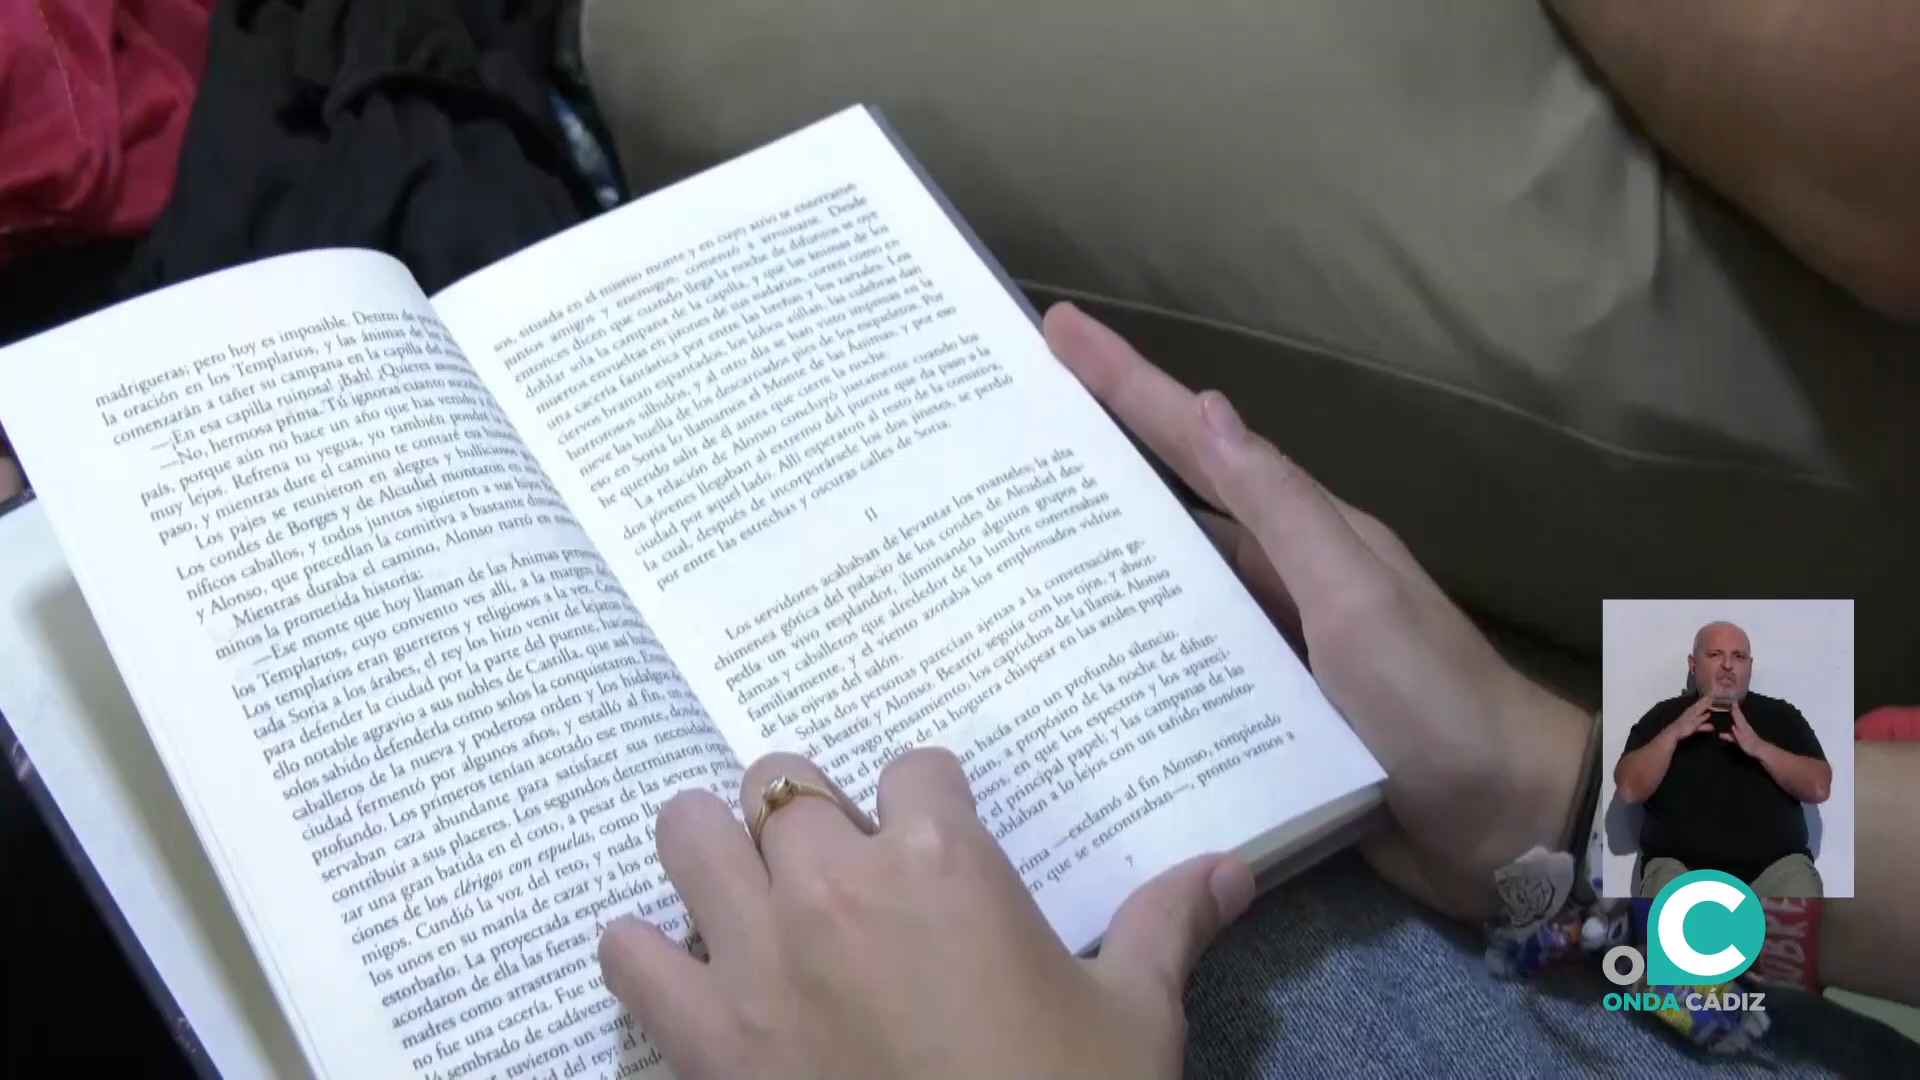 madrigueras; pero hoy es imposible. Dentro de poco
la oración en los Templarios, y las ánimas de los
comenzarán a tañer su campana en la capilla del
—¡En esa capilla ruinosa! ¡Bah! ¿Quieres
—No, hermosa prima. Tú ignoras cuanto
país, porque aún no hace un año que has venido a
muy lejos. Refrena tu yegua, yo también pondré
paso, y mientras dure el camino te contaré esa
Los pajes se reunieron en alegres y bulliciosos
Los condes de Borges y de Alcudiel montaron en
níficos caballos, y todos juntos siguieron a sus
y Alonso, que precedían la comitiva a bastante
Mientras duraba el camino, Alonso narró en
minos la prometida historia:
—Ese monte que hoy llaman de las Ánimas
los Templarios, cuyo convento ves allí, a la margen
Los templarios eran guerreros y religiosos a la vez.
tada Soria a los árabes, el rey los hizo venir de lejanas
para defender la ciudad por la parte del puente,
ello notable agravio a sus nobles de Castilla, que así
solos sabido defenderla como solos la conquistaron.
caballeros de la nueva y poderosa orden y los hidalgos
ciudad fermentó por algunos años, y estalló al fin, un
profundo. Los primeros tenían acotado ese monte,
servaban caza abundante para satisfacer sus necesidades
contribuir a sus placeres. Los segundos determinaron
zar una gran batida en el coto, a pesar de las severas
ciones de los clérigos con espuelas, como
migos. Cundió la voz del reto, y nada
los unos en su manía de cazar y a los
estorbarlo. La proyectada expedición
acordaron de ella las fieras.
madres como arrastraron
no fue una cacería. Fue
sembrado de cadáveres
tuvieron un
del rey;
sos, situada en el mismo monte y en cuyo atrio se enterraron
juntos amigos y enemigos, comenzó a arruinarse. Desde
entonces dicen que cuando llega la noche de difuntos se oye
doblar sola la campana de la capilla, y que las ánimas de los
muertos envueltas en jirones de sus sudarios, corren como en
una cacería fantástica por entre las breñas y los zarzales. Los
ciervos braman espantados, los lobos aúllan, las culebras dan
horrorosos silbidos, y al otro día se han visto impresas en la
nieve las huella de los descarnados pies de los esqueletos. Por
eso en Soria lo llamamos el Monte de las Ánimas, y por eso
he querido salir de él antes que cierre la noche.
La relación de Alonso concluyó justamente cuando los
dos jóvenes llegaban al extremo del puente que da paso a la
ciudad por aquel lado. Allí esperaron al resto de la comitiva,
la cual, después de incorporársele los dos jinetes, se perdió
por entre las estrechas y oscuras calles de Soria.
II
Los servidores acababan de levantar los manteles; la alta
chimenea gótica del palacio de los condes de Alcudiel des-
pedía un vivo resplandor, iluminando algunos grupos de
damas y caballeros que alrededor de la lumbre conversaban
familiarmente, y el viento azotaba los emplomados vidrios
de las ojivas del salón.
Solas dos personas parecían ajenas a la conversación ge-
Beatriz y Alonso. Beatriz seguía con los ojos, y absor-
un vago pensamiento, los caprichos de la llama. Alonso
el reflejo de la hoguera chispear en las azules pupilas
hacía rato un profundo silencio.
a propósito de la noche de difun-
en que los espectros y los apareci-
el principal papel; y las campanas de las
a lo lejos con un tañido monóto-
—exclamó al fin Alonso, rompiendo
en que se encontraban—, pronto vamos a
7
ONDA CÁDIZ